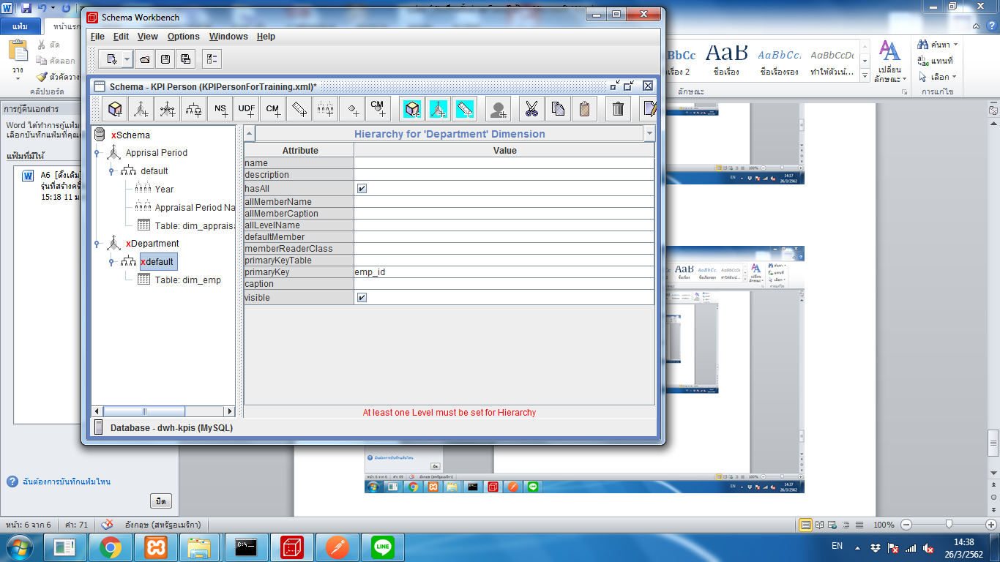 Schema Workbench
File Edit View Options Windows Help
Schema - KPI Person (KPIPersonForTraining.xml)*
NS UDF CM CM
xSchema
Apprisal Period
default
Year
Appraisal Period Na
Table: dim_apprais
xDepartment
xdefault
Table: dim_emp
Hierarchy for 'Department' Dimension
Attribute Value
name
description
hasAll
allMemberName
allMemberCaption
allLevelName
defaultMember
memberReaderClass
primaryKeyTable
primaryKey emp_id
caption
visible
At least one Level must be set for Hierarchy
Database - dwh-kpis (MySQL)
แฟ้ม หน้าแรก
วาง
ตัด
คัดลอก
ตัวคัดวาง
คลิปบอร์ด
AaB AaBbCc. AaBbCcDc
เรื่อง 2 ชื่อเรื่อง ชื่อเรื่องรอง ทำให้ตัวเน้...
เปลี่ยน
ลักษณะ
ลักษณะ
ค้นหา
แทนที่
เลือก
การแก้ไข
การกู้คืนเอกสาร
Word ได้ทำการกู้แฟ้ม
เลือกบันทึกแฟ้มที่คุณ
แฟ้มที่มีให้
A6 [ดั้งเดิม]
รุ่นที่สร้างครั้
15:18 11 ม
ฉันต้องการบันทึกแฟ้มไหน
ปิด
EN 14:17
26/3/2562
EN 14:37
26/3/2562
หน้า: 6 จาก 6 คำ: 71 อังกฤษ (สหรัฐอเมริกา) 100%
EN 14:38
26/3/2562
LINE